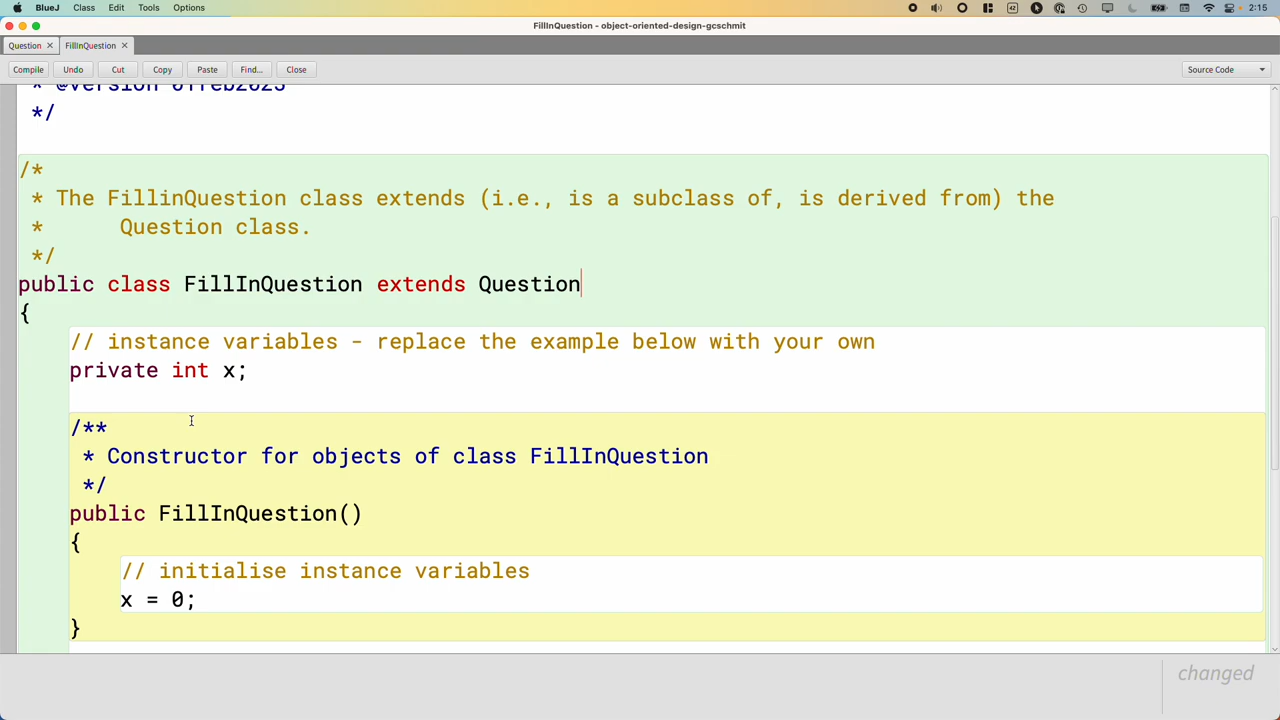 BlueJ Class Edit Tools Options 42 2:15
FillInQuestion - object-oriented-design-gcschmit
Question FillInQuestion
Compile Undo Cut Copy Paste Find... Close Source Code
* @version 01feb2023
*/
/*
* The FillinQuestion class extends (i.e., is a subclass of, is derived from) the
* Question class.
*/
public class FillInQuestion extends Question
{
// instance variables - replace the example below with your own
private int x;
/**
* Constructor for objects of class FillInQuestion
*/
public FillInQuestion()
{
// initialise instance variables
x = 0;
}
changed